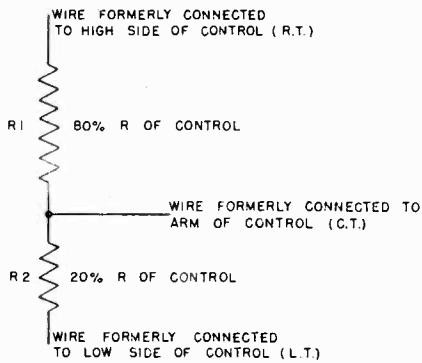 WIRE FORMERLY CONNECTED
TO HIGH SIDE OF CONTROL (R.T.)
R1 80% R OF CONTROL
WIRE FORMERLY CONNECTED TO
ARM OF CONTROL (C.T.)
R2 20% R OF CONTROL
WIRE FORMERLY CONNECTED
TO LOW SIDE OF CONTROL (L.T.)